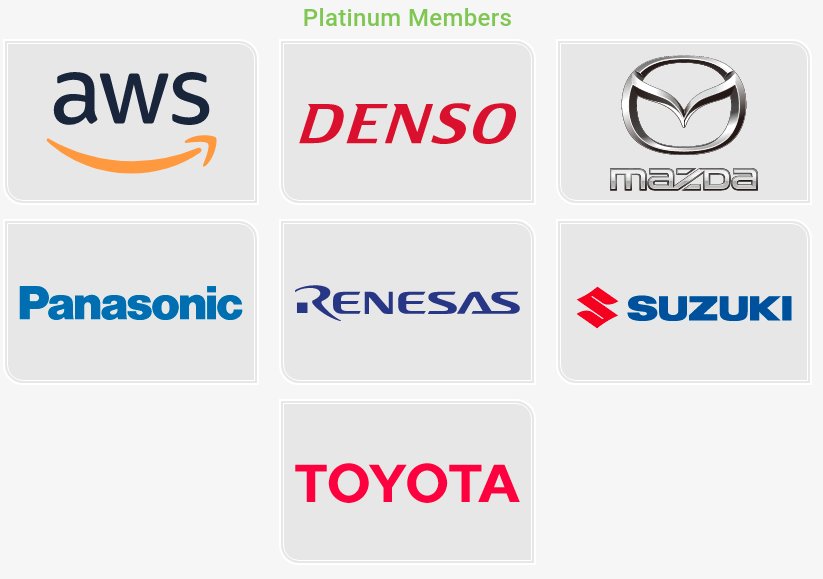 Platinum Members
aws
DENSO
mazda
Panasonic
RENESAS
SUZUKI
TOYOTA